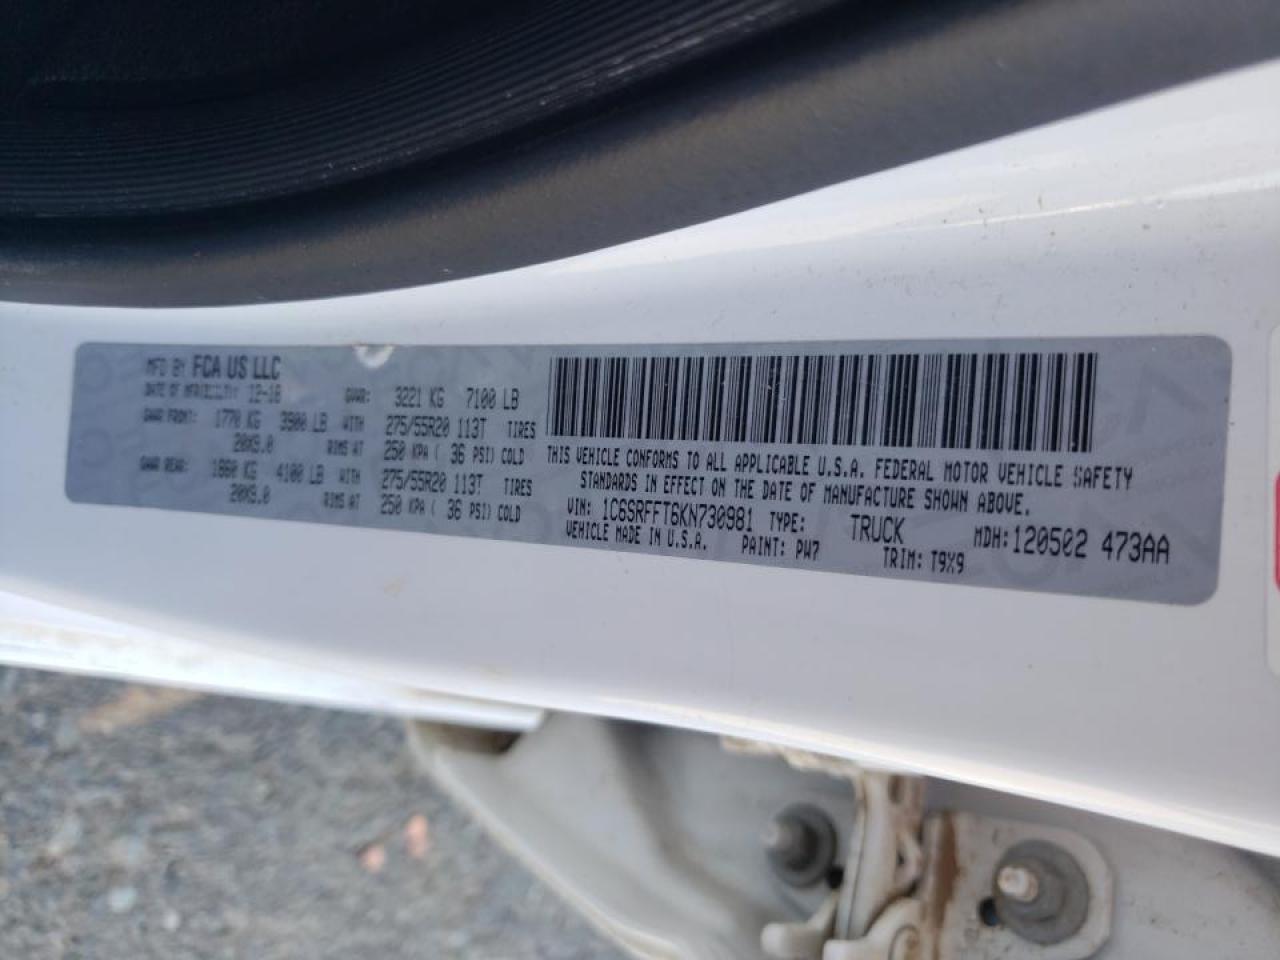 MFD BY FCA US LLC
DATE OF MFR 12-18 GVWR: 3221 KG 7100 LB
GAWR FRONT: 1770 KG 3900 LB WITH 275/55R20 113T TIRES
20X9.0 RIMS AT 250 KPA ( 36 PSI) COLD
GAWR REAR: 1860 KG 4100 LB WITH 275/55R20 113T TIRES
20X9.0 RIMS AT 250 KPA ( 36 PSI) COLD
THIS VEHICLE CONFORMS TO ALL APPLICABLE U.S.A. FEDERAL MOTOR VEHICLE SAFETY
STANDARDS IN EFFECT ON THE DATE OF MANUFACTURE SHOWN ABOVE.
VIN: 1C6SRFFT6KN730981 TYPE: TRUCK MDH:120502 473AA
VEHICLE MADE IN U.S.A. PAINT: PW7 TRIM: T9X9